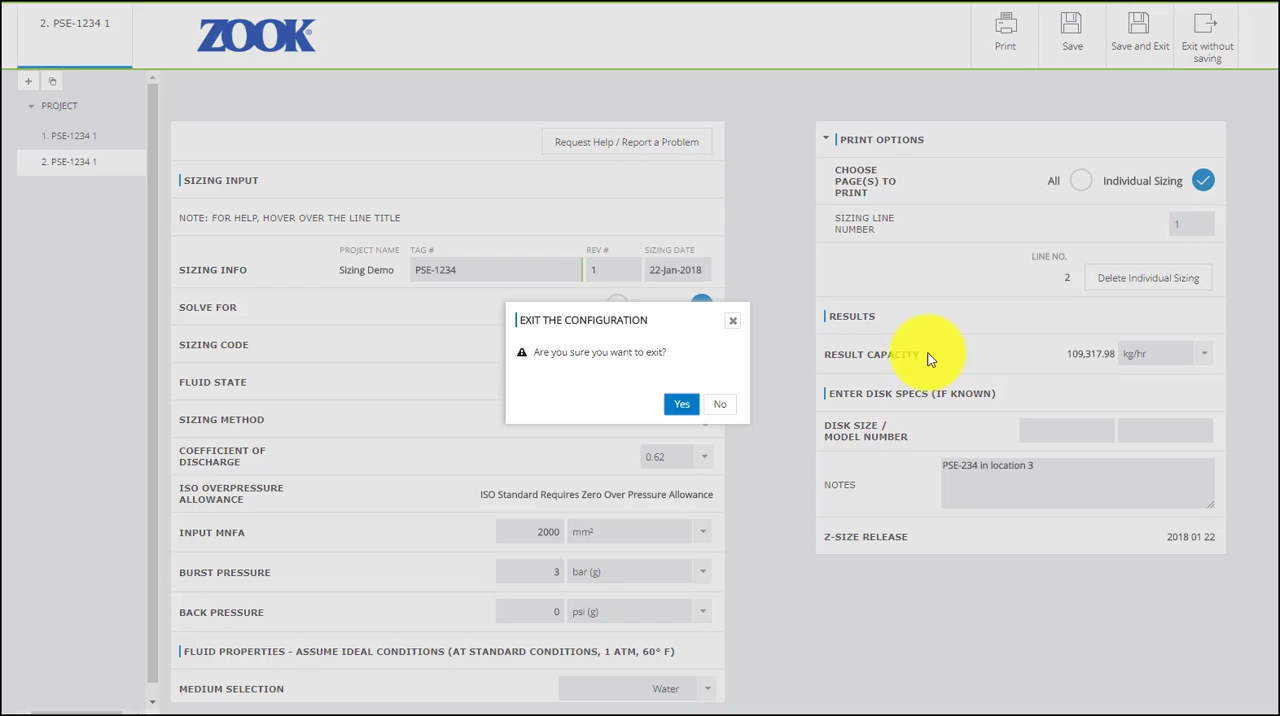 2. PSE-1234 1
ZOOK®
Print
Save
Save and Exit
Exit without
saving
PROJECT
1. PSE-1234 1
2. PSE-1234 1
Request Help / Report a Problem
SIZING INPUT
NOTE: FOR HELP, HOVER OVER THE LINE TITLE
PROJECT NAME TAG # REV # SIZING DATE
SIZING INFO Sizing Demo PSE-1234 1 22-Jan-2018
SOLVE FOR
SIZING CODE
FLUID STATE
SIZING METHOD
COEFFICIENT OF
DISCHARGE
0.62
ISO OVERPRESSURE
ALLOWANCE
ISO Standard Requires Zero Over Pressure Allowance
INPUT MNFA 2000 mm²
BURST PRESSURE 3 bar (g)
BACK PRESSURE 0 psi (g)
FLUID PROPERTIES - ASSUME IDEAL CONDITIONS (AT STANDARD CONDITIONS, 1 ATM, 60° F)
MEDIUM SELECTION Water
EXIT THE CONFIGURATION
Are you sure you want to exit?
Yes No
PRINT OPTIONS
CHOOSE
PAGE(S) TO
PRINT
All Individual Sizing
SIZING LINE
NUMBER
1
LINE NO.
2 Delete Individual Sizing
RESULTS
RESULT CAPACITY 109,317.98 kg/hr
ENTER DISK SPECS (IF KNOWN)
DISK SIZE /
MODEL NUMBER
NOTES
PSE-234 in location 3
Z-SIZE RELEASE 2018 01 22